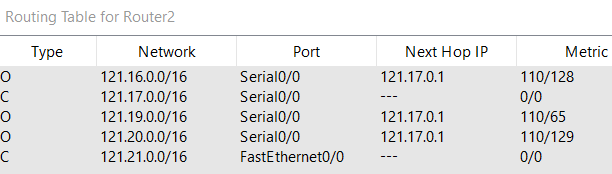 Routing Table for Router2
Type Network Port Next Hop IP Metric
O 121.16.0.0/16 Serial0/0 121.17.0.1 110/128
C 121.17.0.0/16 Serial0/0 --- 0/0
O 121.19.0.0/16 Serial0/0 121.17.0.1 110/65
O 121.20.0.0/16 Serial0/0 121.17.0.1 110/129
C 121.21.0.0/16 FastEthernet0/0 --- 0/0